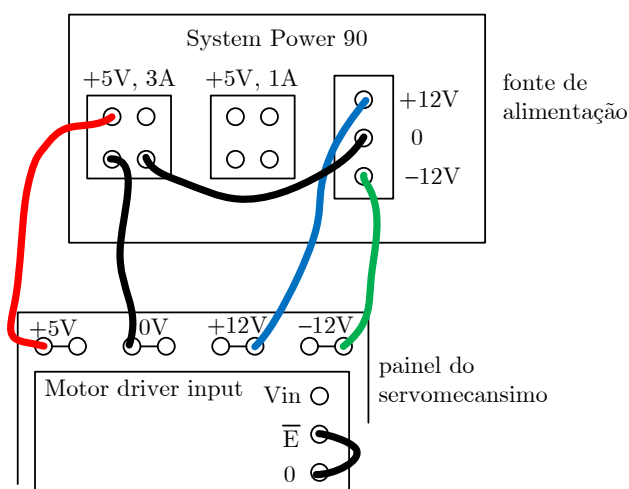 System Power 90
+5V, 3A
+5V, 1A
+12V
0
−12V
fonte de
alimentação
+5V
0V
+12V
−12V
painel do
servomecansimo
Motor driver input
Vin
E̅
0